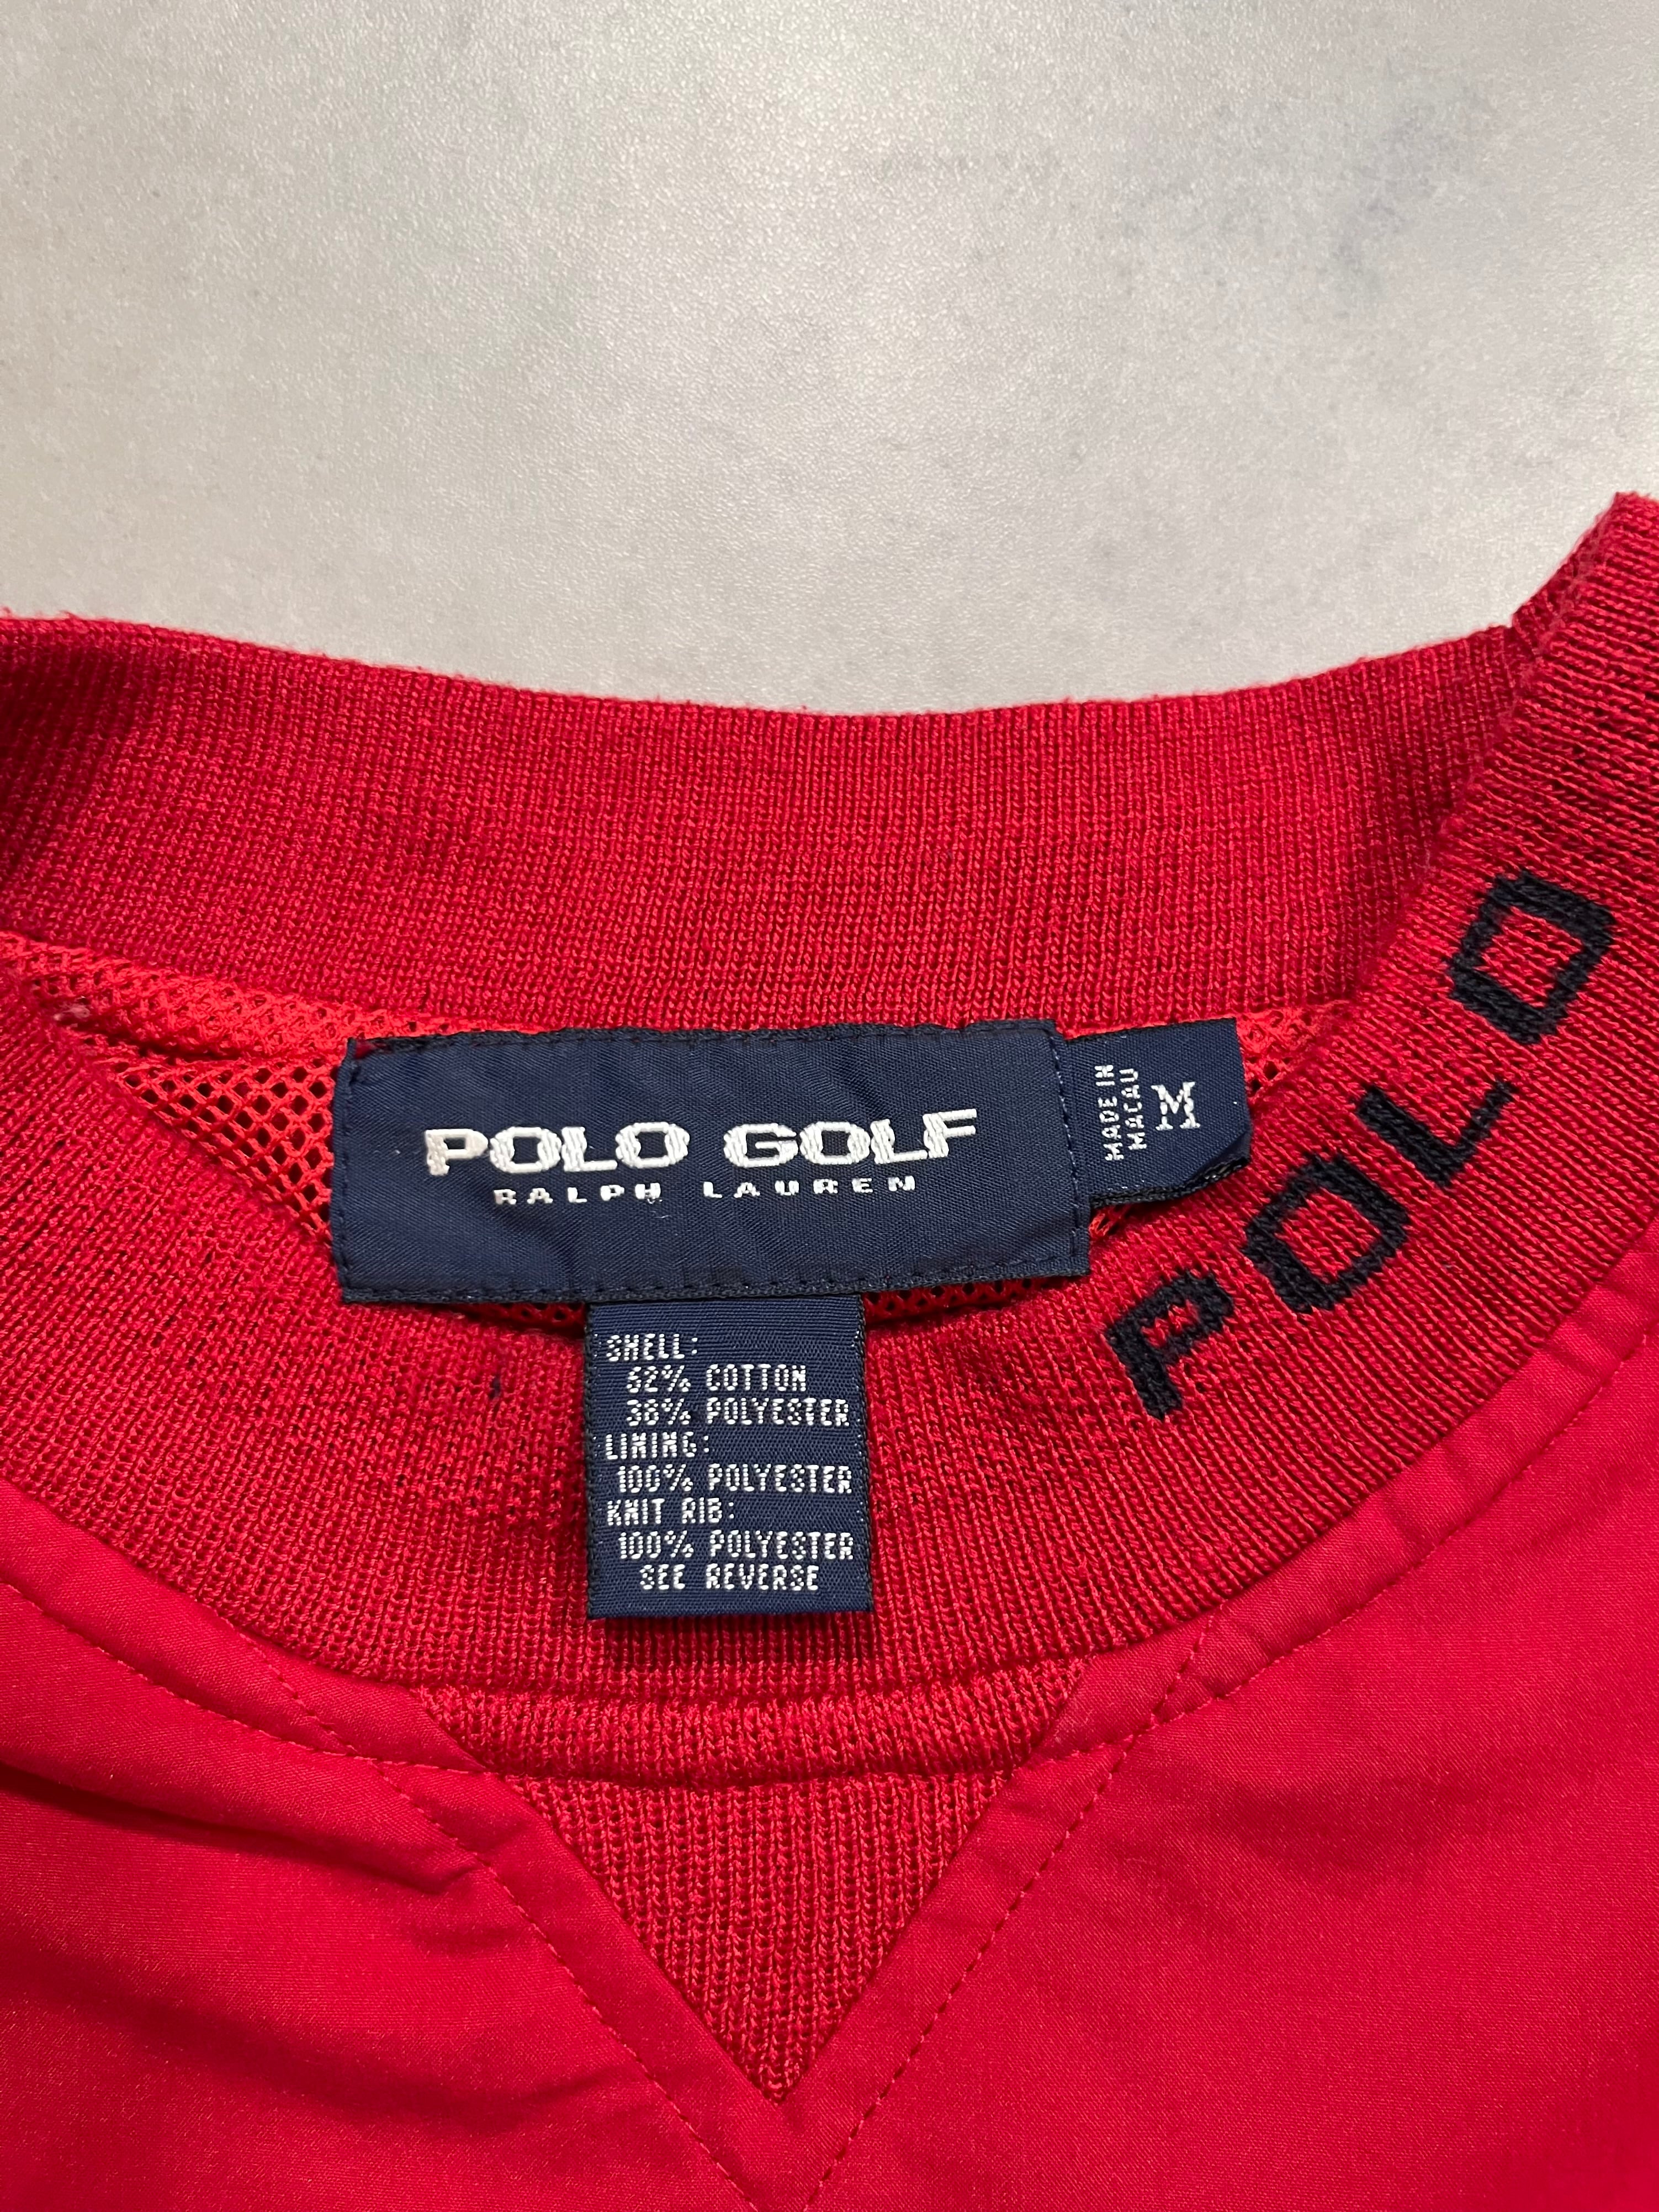 POLO GOLF
RALPH LAUREN
MADE IN
MACAU
M
POLO
SHELL:
62% COTTON
38% POLYESTER
LINING:
100% POLYESTER
KNIT RIB:
100% POLYESTER
SEE REVERSE